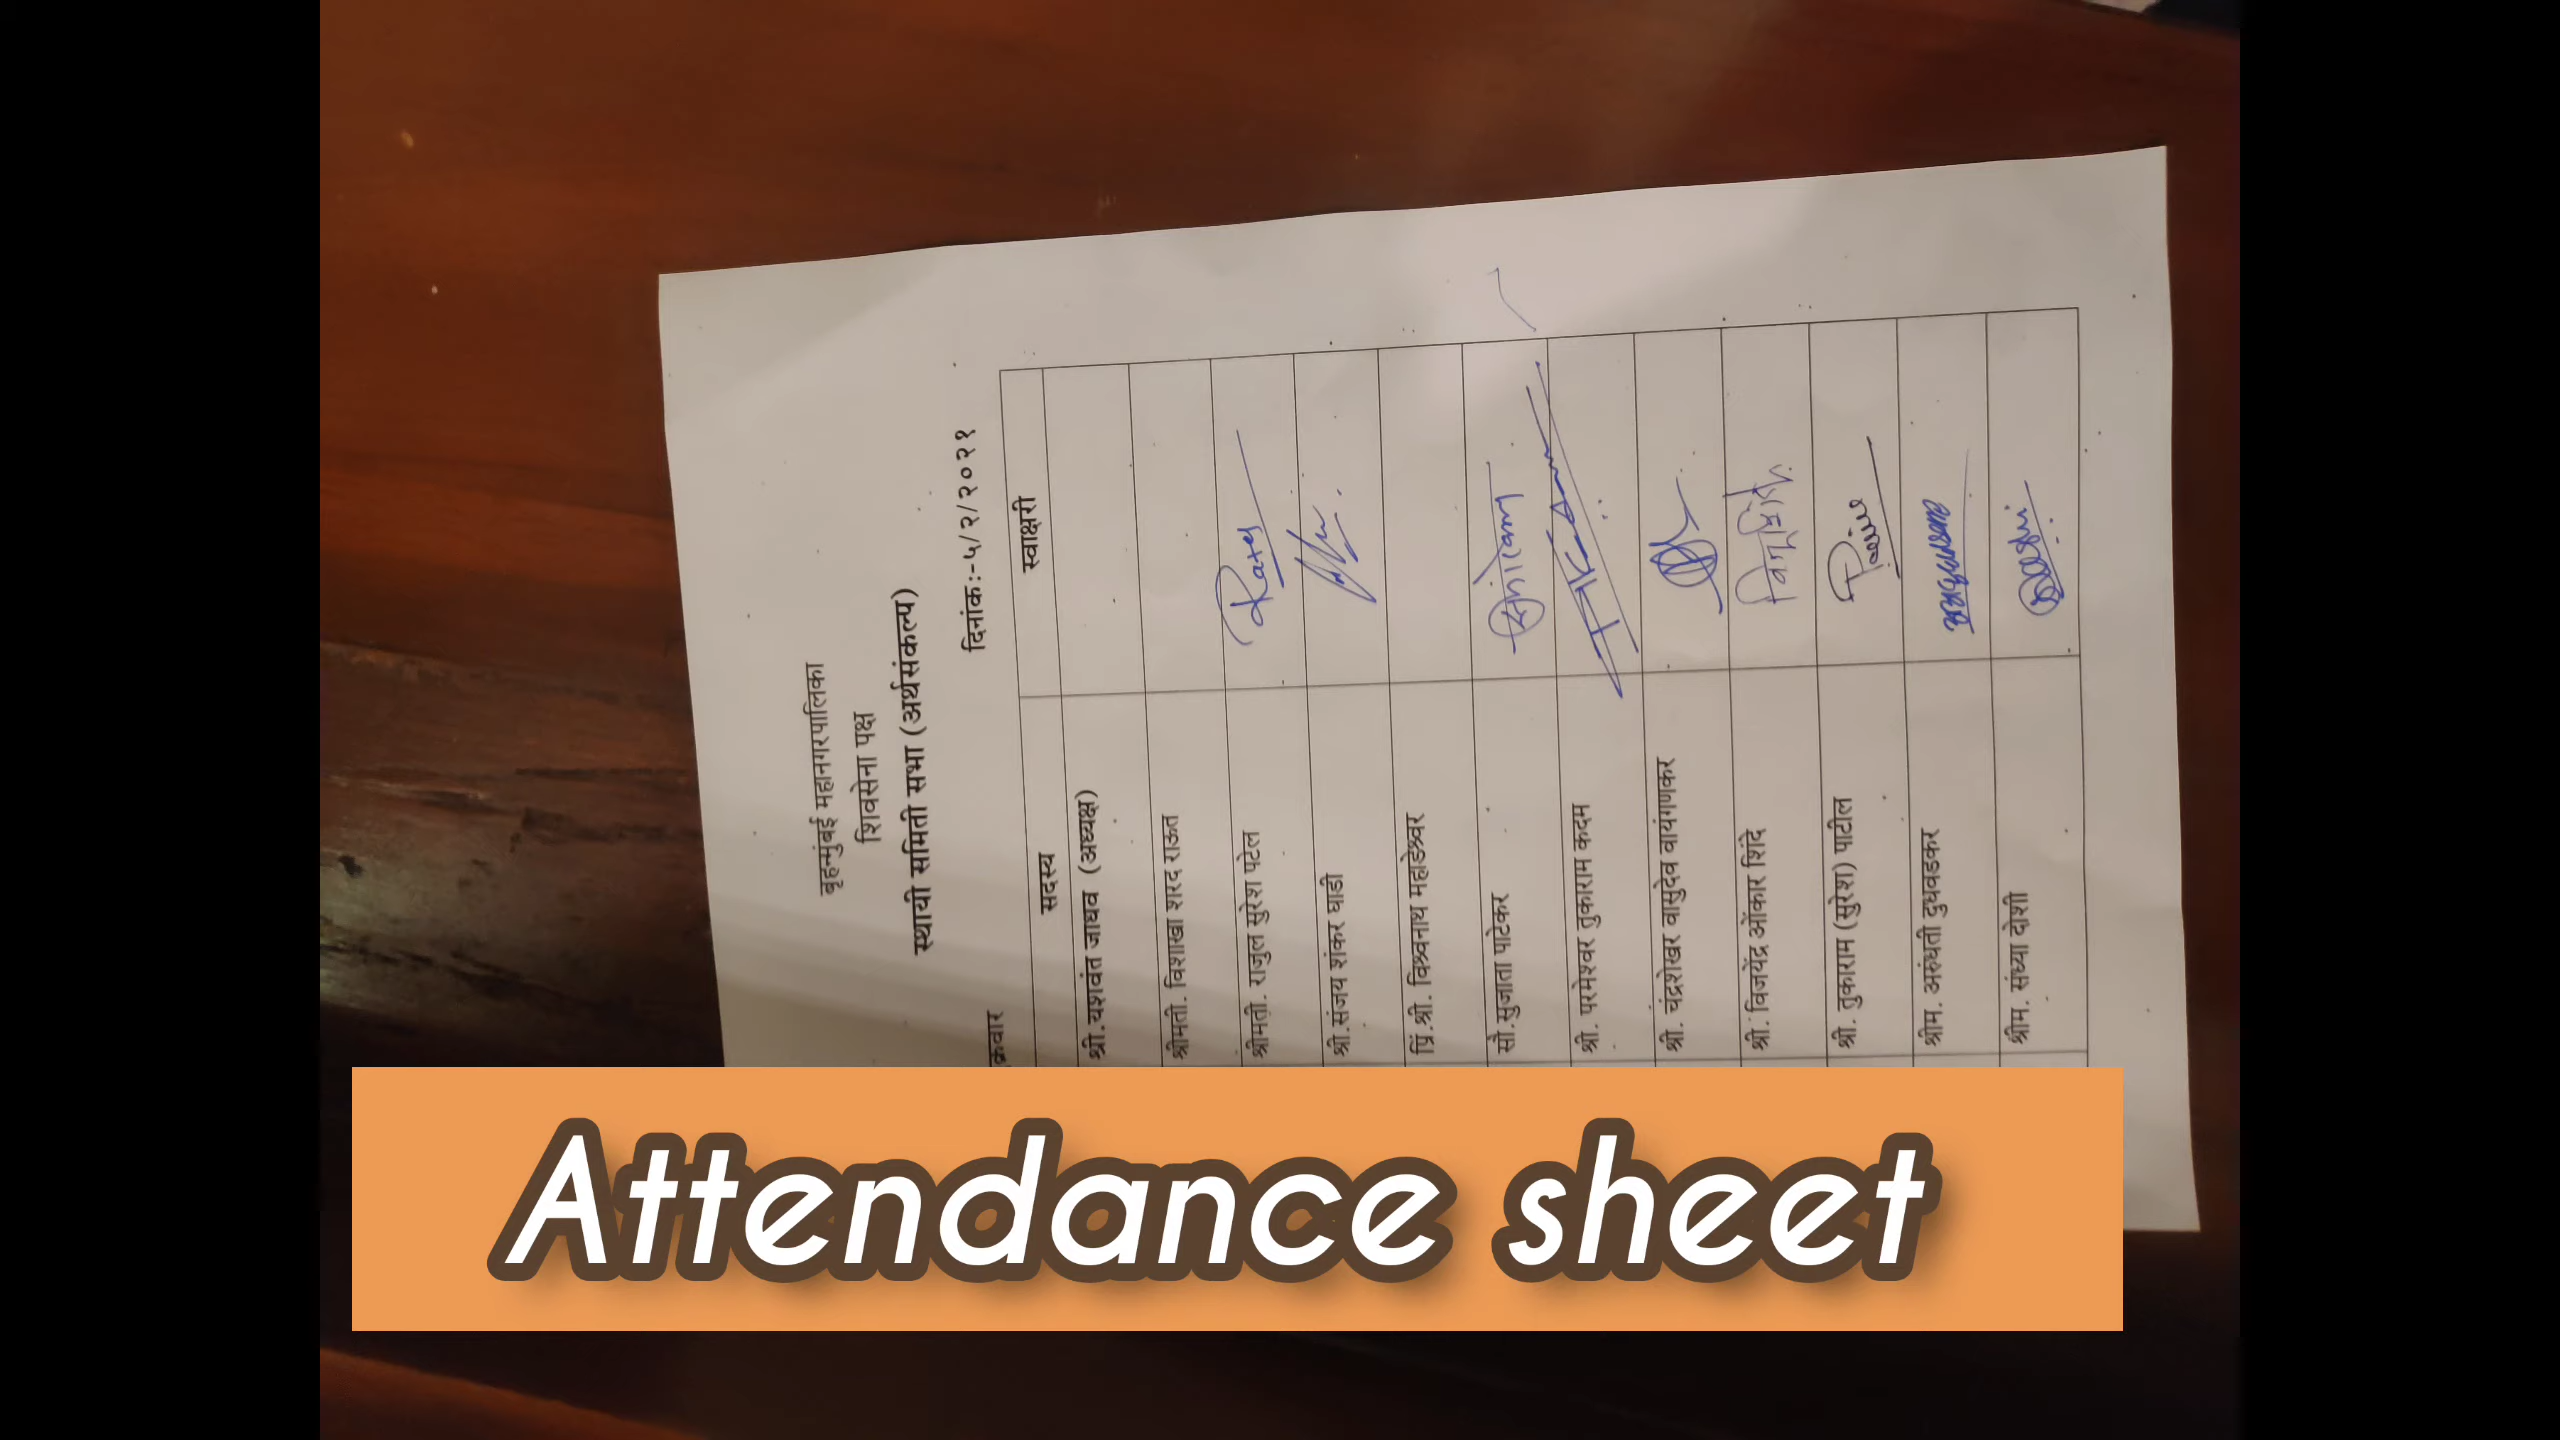 बृहन्मुंबई महानगरपालिका
शिवसेना पक्ष
स्थायी समिती सभा (अर्थसंकल्प)
दिनांक:-५/२/२०२१
सदस्य स्वाक्षरी
श्री.यशवंत जाधव (अध्यक्ष)
श्रीमती. विशाखा शरद राऊत
श्रीमती. राजुल सुरेश पटेल
श्री.संजय शंकर घाडी
प्रिं.श्री. विश्र्वनाथ महाडेश्र्वर
सौ.सुजाता पाटेकर
श्री. परमेश्वर तुकाराम कदम
श्री. चंद्रशेखर वासुदेव वायंगणकर
श्री. विजयेंद्र ओंकार शिंदे
श्री. तुकाराम (सुरेश) पाटील
श्रीम. अरुंधती दुधवडकर
श्रीम. संध्या दोशी
Attendance sheet